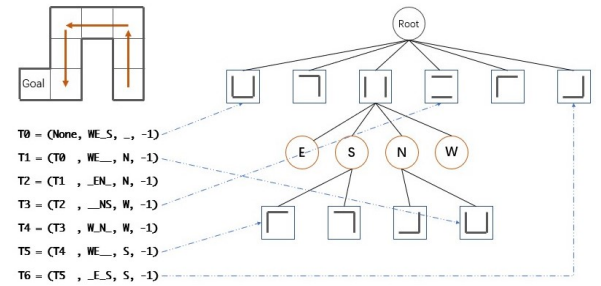 Goal
Root
T0 = (None, WE_S, _, -1)
T1 = (T0 , WE__, N, -1)
T2 = (T1 , _EN_, N, -1)
T3 = (T2 , __NS, W, -1)
T4 = (T3 , W_N_, W, -1)
T5 = (T4 , WE__, S, -1)
T6 = (T5 , _E_S, S, -1)
E S N W